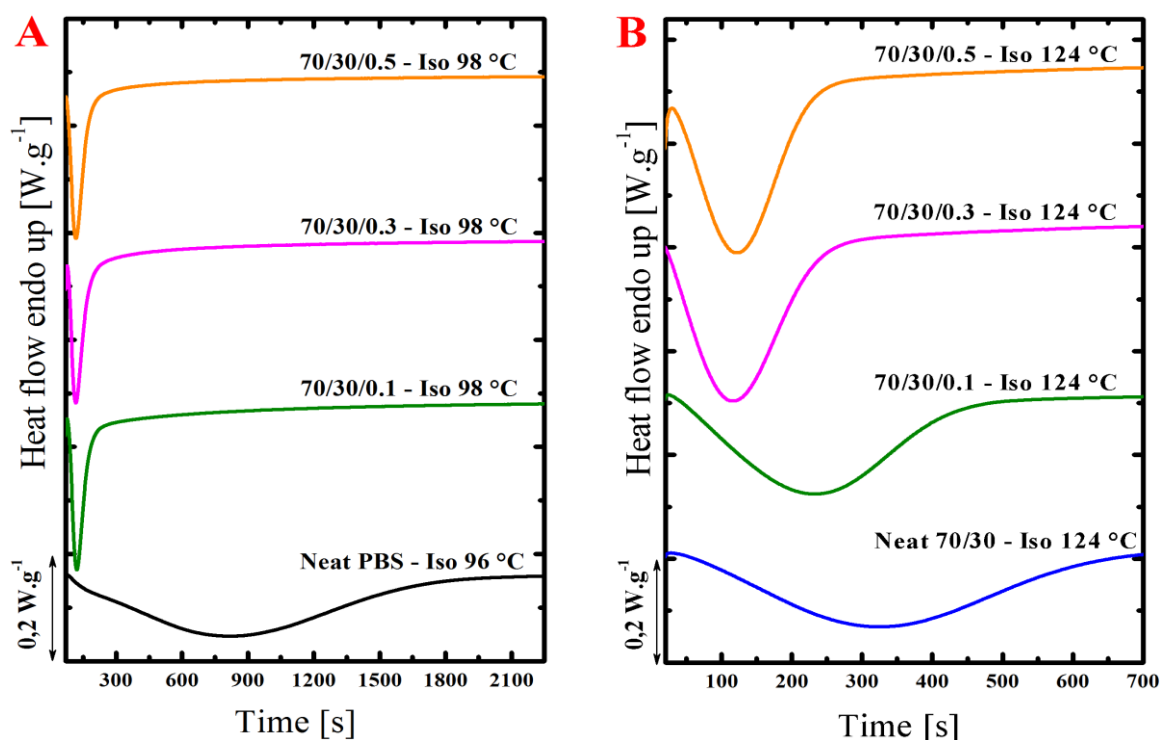 A
Heat flow endo up [W.g-1]
0,2 W.g-1
70/30/0.5 - Iso 98 °C
70/30/0.3 - Iso 98 °C
70/30/0.1 - Iso 98 °C
Neat PBS - Iso 96 °C
300 600 900 1200 1500 1800 2100
Time [s]
B
Heat flow endo up [W.g-1]
0,2 W.g-1
70/30/0.5 - Iso 124 °C
70/30/0.3 - Iso 124 °C
70/30/0.1 - Iso 124 °C
Neat 70/30 - Iso 124 °C
100 200 300 400 500 600 700
Time [s]